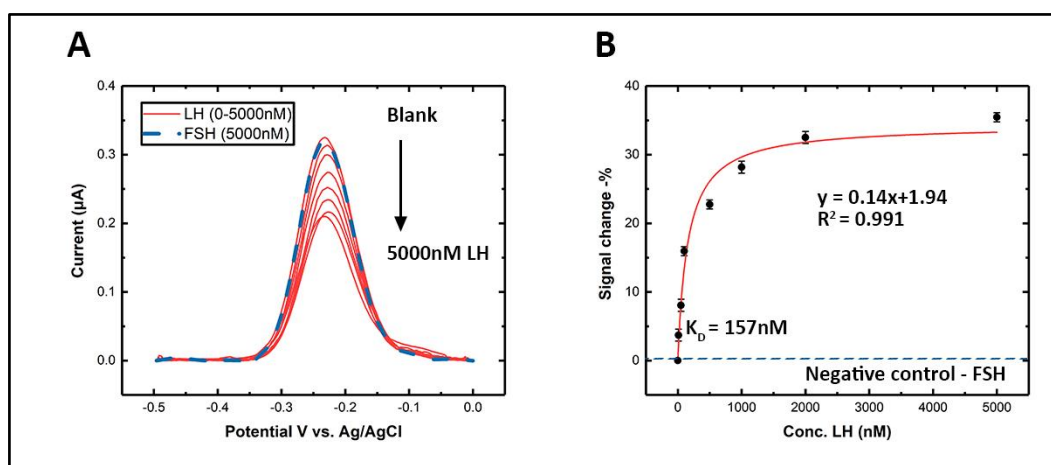 A
B
0.4
0.3
0.2
0.1
0.0
Current (µA)
LH (0-5000nM)
FSH (5000nM)
Blank
5000nM LH
-0.5
-0.4
-0.3
-0.2
-0.1
0.0
Potential V vs. Ag/AgCl
40
30
20
10
0
Signal change -%
y = 0.14x+1.94
R² = 0.991
K_D = 157nM
Negative control - FSH
0
1000
2000
3000
4000
5000
Conc. LH (nM)